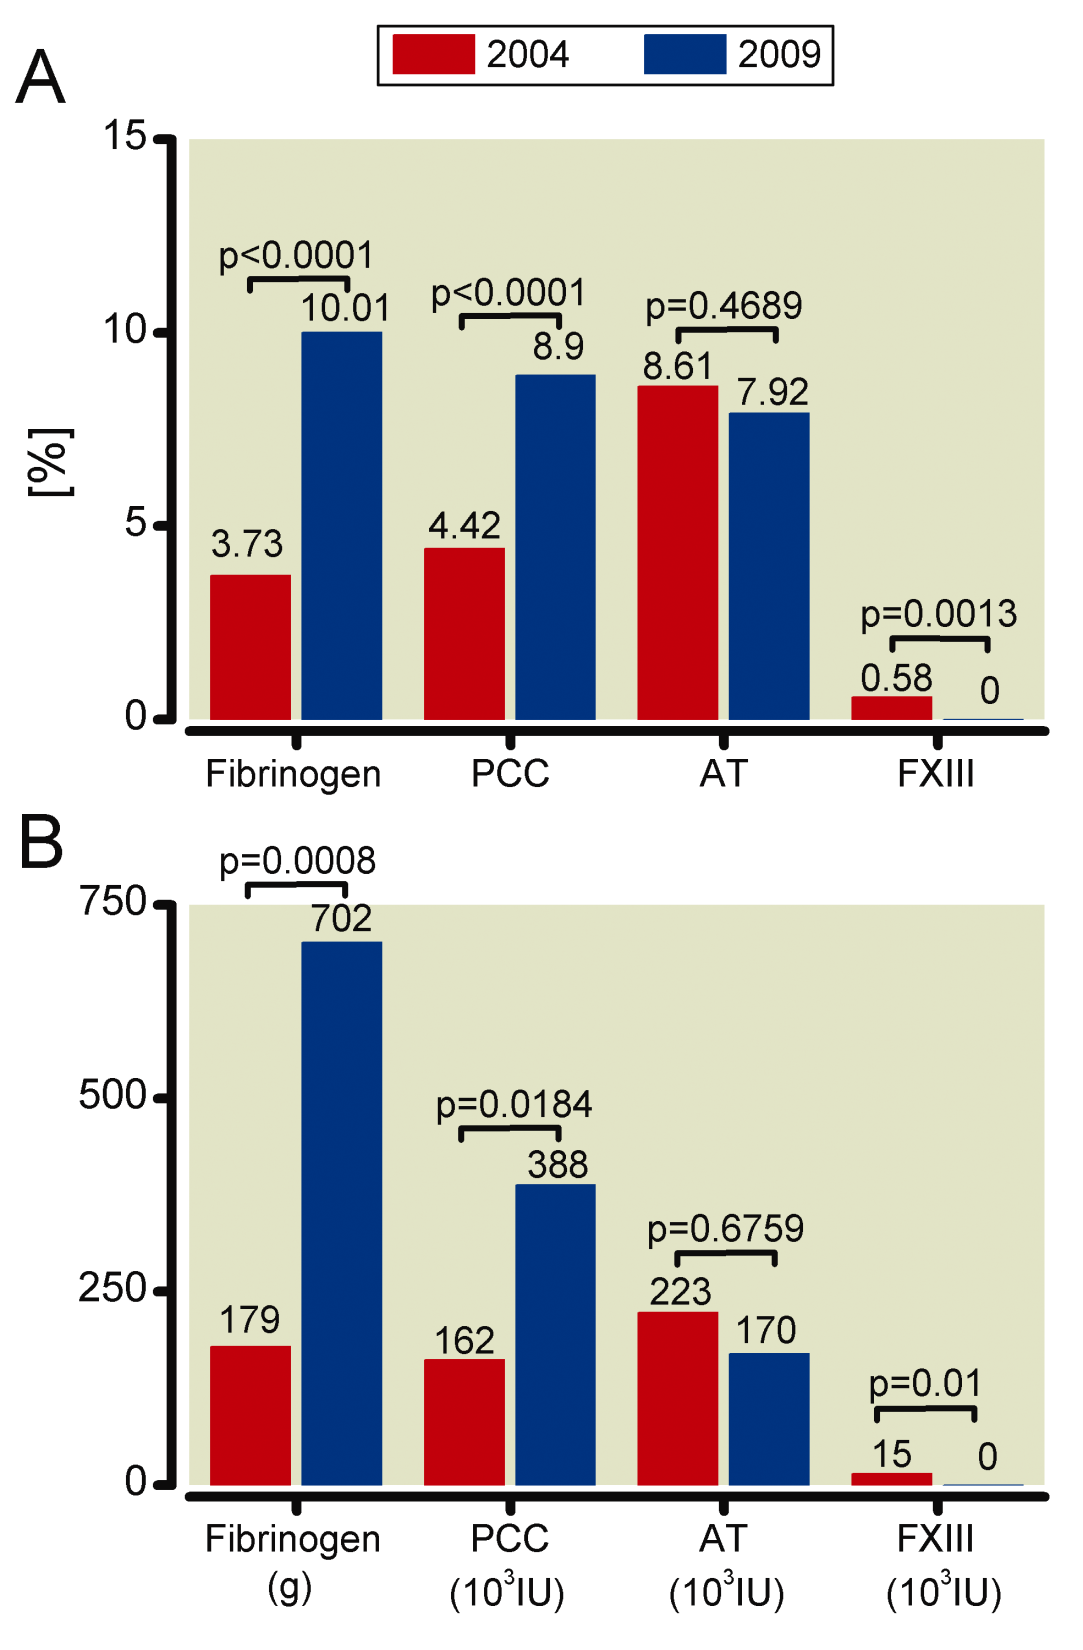 A
2004 2009
15
10
5
0
[%]
p<0.0001
10.01
3.73
p<0.0001
8.9
4.42
p=0.4689
8.61
7.92
p=0.0013
0.58
0
Fibrinogen PCC AT FXIII
B
750
500
250
0
p=0.0008
702
179
p=0.0184
388
162
p=0.6759
223
170
p=0.01
15
0
Fibrinogen PCC AT FXIII
(g) (10³IU) (10³IU) (10³IU)